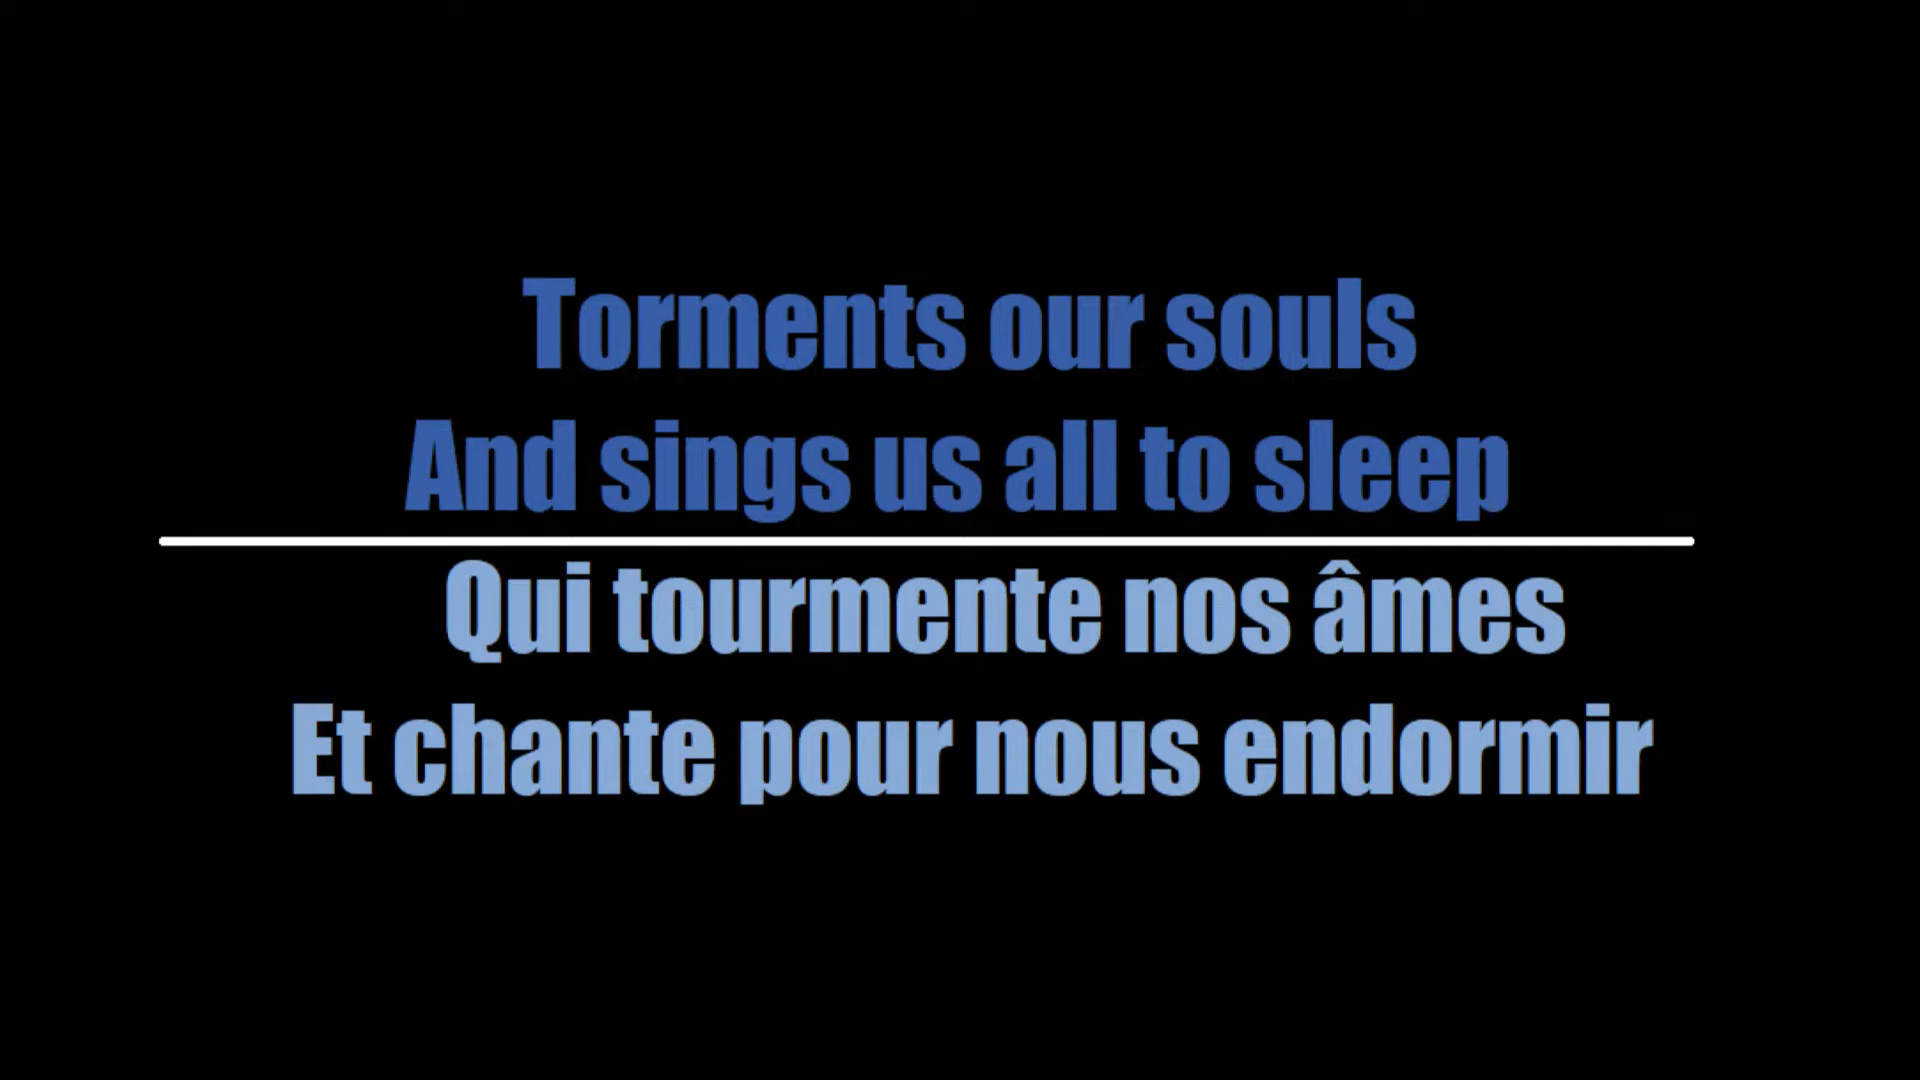 Torments our souls
And sings us all to sleep
Qui tourmente nos âmes
Et chante pour nous endormir